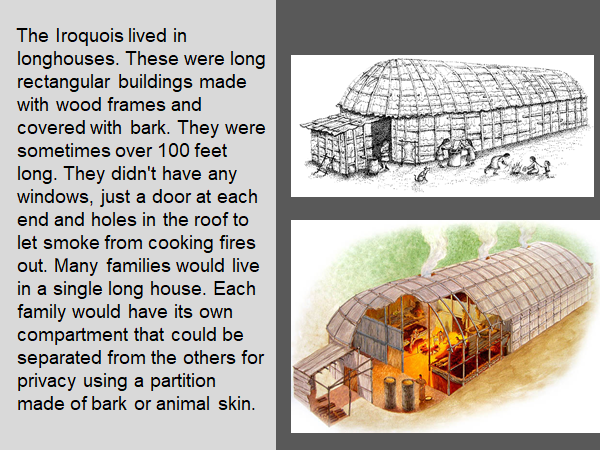 The Iroquois lived in
longhouses. These were long
rectangular buildings made
with wood frames and
covered with bark. They were
sometimes over 100 feet
long. They didn't have any
windows, just a door at each
end and holes in the roof to
let smoke from cooking fires
out. Many families would live
in a single long house. Each
family would have its own
compartment that could be
separated from the others for
privacy using a partition
made of bark or animal skin.